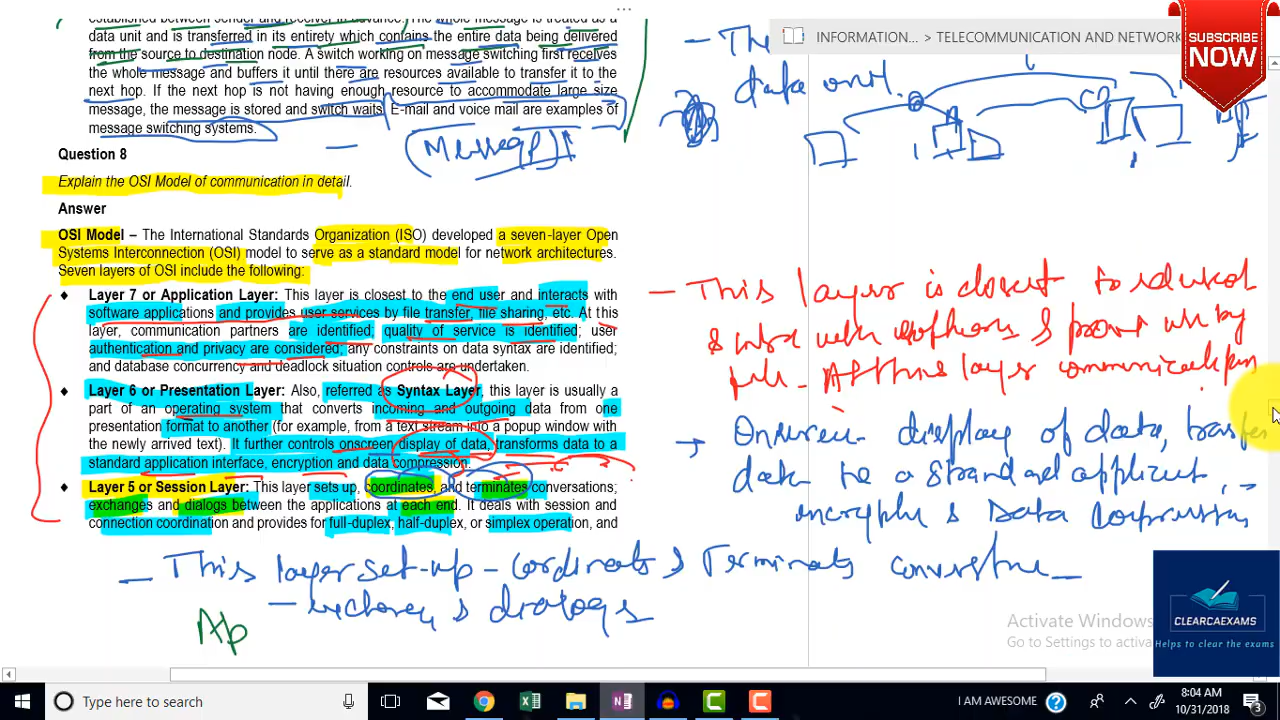 established between sender and receiver in advance. The whole message is treated as a
data unit and is transferred in its entirety which contains the entire data being delivered
from the source to destination node. A switch working on message switching first receives
the whole message and buffers it until there are resources available to transfer it to the
next hop. If the next hop is not having enough resource to accommodate large size
message, the message is stored and switch waits. E-mail and voice mail are examples of
message switching systems.
Question 8
Explain the OSI Model of communication in detail.
Answer
OSI Model – The International Standards Organization (ISO) developed a seven-layer Open
Systems Interconnection (OSI) model to serve as a standard model for network architectures.
Seven layers of OSI include the following:
♦ Layer 7 or Application Layer: This layer is closest to the end user and interacts with
software applications and provides user services by file transfer, file sharing, etc. At this
layer, communication partners are identified; quality of service is identified; user
authentication and privacy are considered; any constraints on data syntax are identified;
and database concurrency and deadlock situation controls are undertaken.
♦ Layer 6 or Presentation Layer: Also, referred as Syntax Layer, this layer is usually a
part of an operating system that converts incoming and outgoing data from one
presentation format to another (for example, from a text stream into a popup window with
the newly arrived text). It further controls onscreen display of data, transforms data to a
standard application interface, encryption and data compression.
♦ Layer 5 or Session Layer: This layer sets up, coordinates, and terminates conversations;
exchanges and dialogs between the applications at each end. It deals with session and
connection coordination and provides for full-duplex, half-duplex, or simplex operation, and
INFORMATION... > TELECOMMUNICATION AND NETWORK
SUBSCRIBE
NOW
data unit.
- This layer is closest to
At this layer
display of data,
data to a
& Data
- This layer set-up - & Terminate
- & dialogs
Ap
Activate Windows
Go to Settings to activa
CLEARCAEXAMS
Helps to clear the exams
Type here to search
I AM AWESOME
8:04 AM
10/31/2018
3